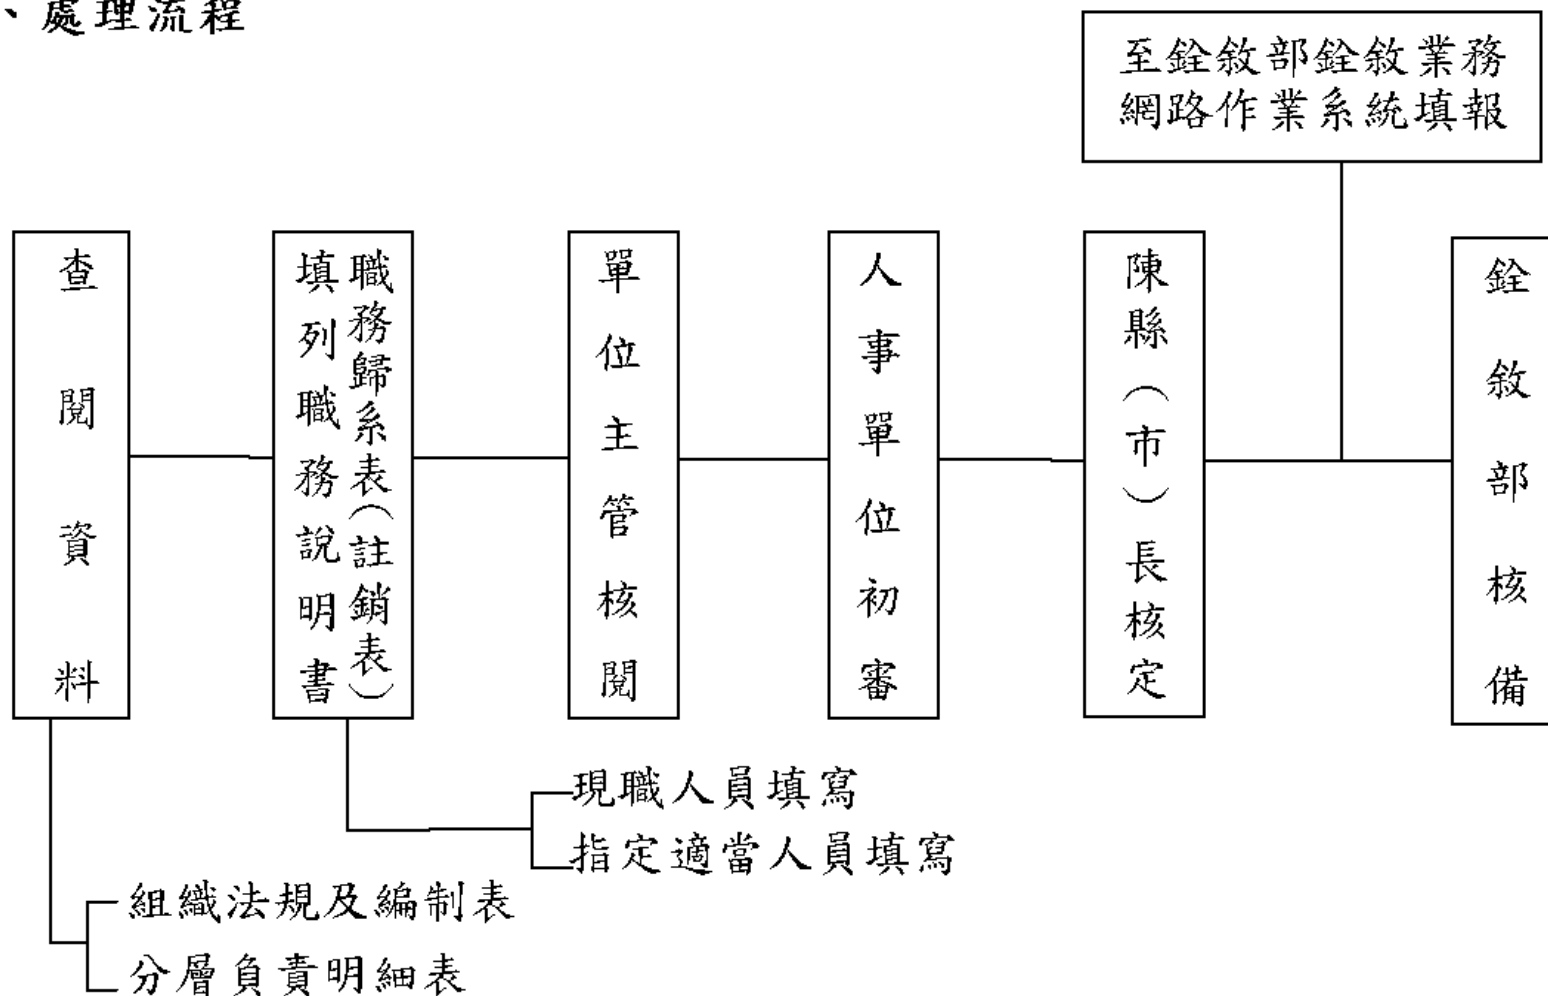 、處理流程
至銓敘部銓敘業務
網路作業系統填報
查閱資料
職務歸系表（註銷表）
填列職務說明書
單位主管核閱
人事單位初審
陳縣（市）長核定
銓敘部核備
現職人員填寫
指定適當人員填寫
組織法規及編制表
分層負責明細表